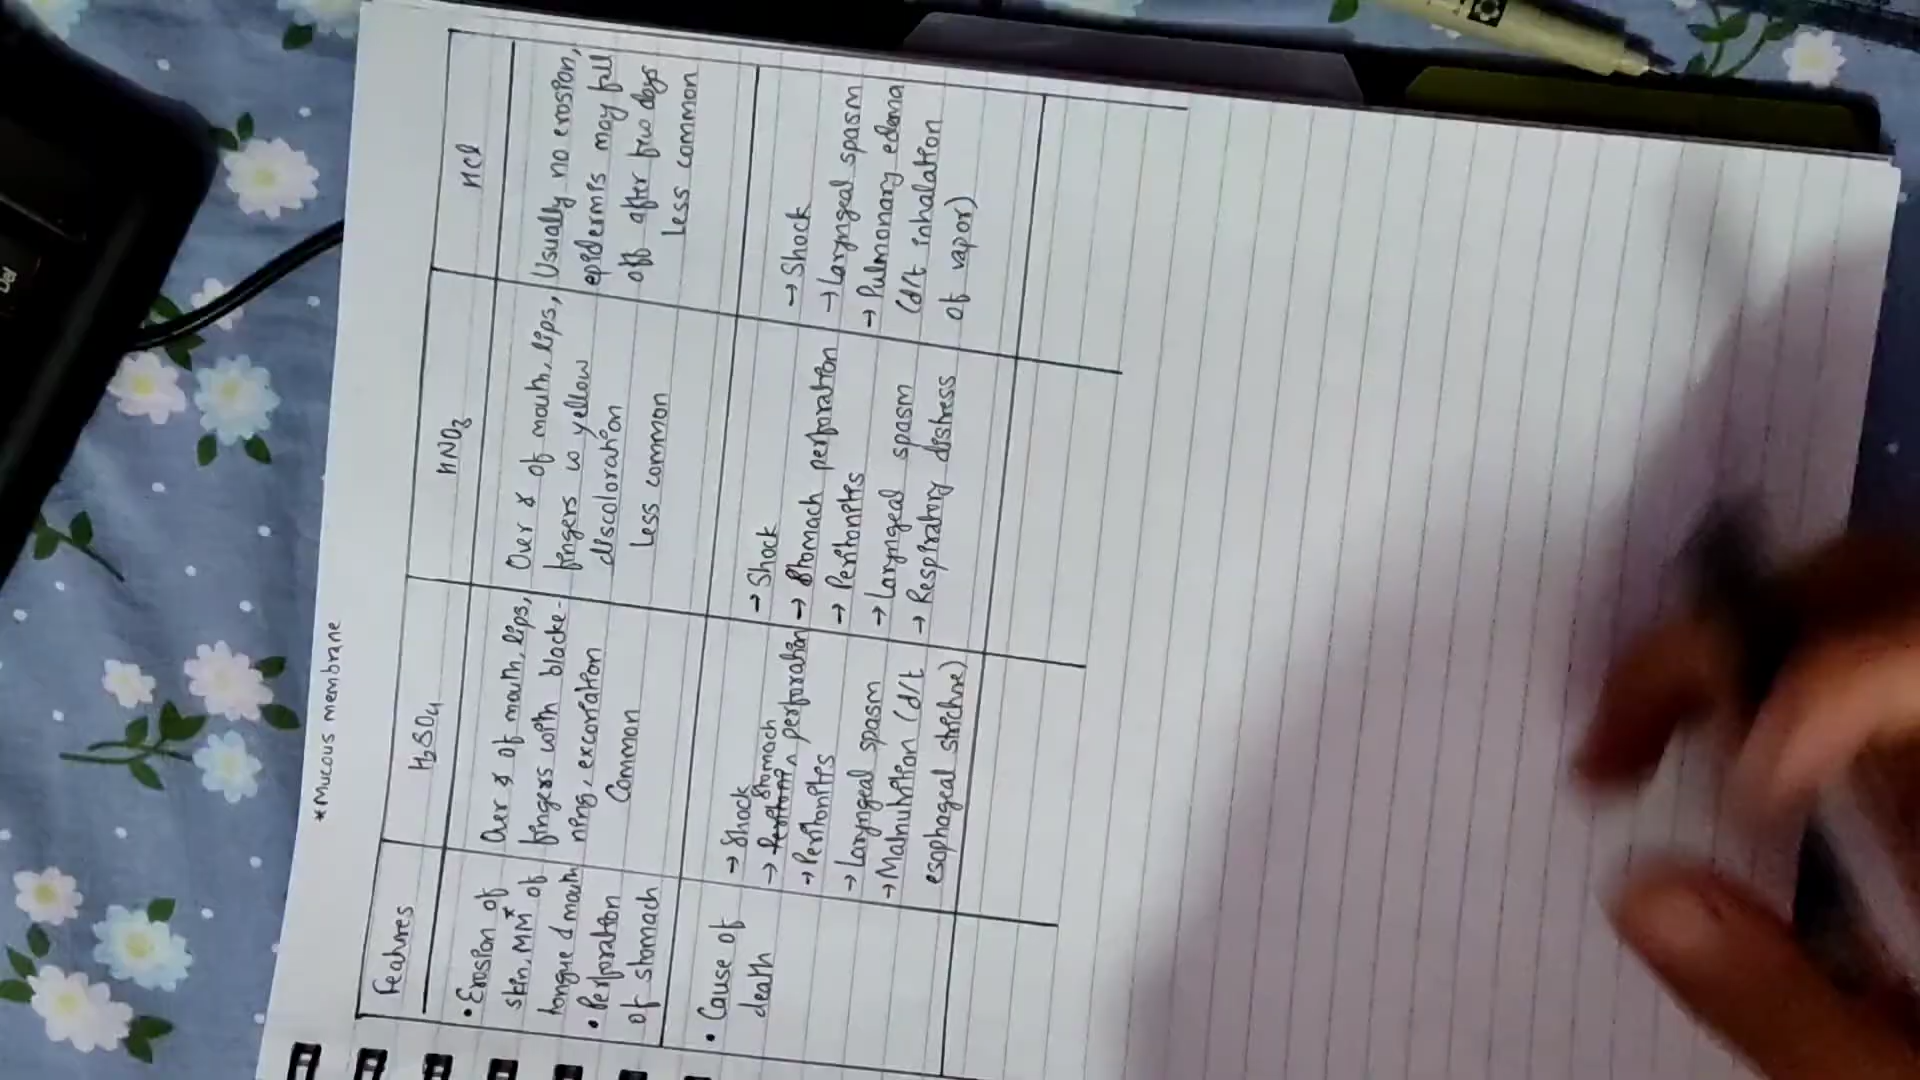 *Mucous membrane
Features
H₂SO₄
HNO₃
HCl
• Erosion of
skin, MM* of
tongue & mouth
• Perforation
of stomach
Over & of mouth, lips,
fingers with blacke-
ning, excoriation
Common
Over & of mouth, lips,
fingers w yellow
discoloration
Less common
Usually no erosion,
epidermis may fall
off after few days
Less common
• Cause of
death
→ Shock
→ stomach perforation
→ Peritonitis
→ Laryngeal spasm
→ Malnutrition (d/t
esophageal stricture)
→ Shock
→ Stomach perforation
→ Peritonitis
→ Laryngeal spasm
→ Respiratory distress
→ Shock
→ Laryngeal spasm
→ Pulmonary edema
(d/t inhalation
of vapor)
Del